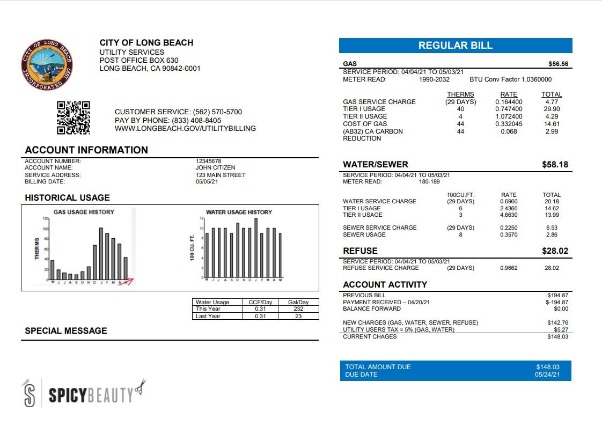 CITY OF LONG BEACH
UTILITY SERVICES
POST OFFICE BOX 630
LONG BEACH, CA 90842-0001
CUSTOMER SERVICE: (562) 570-5700
PAY BY PHONE: (833) 408-8405
WWW.LONGBEACH.GOV/UTILITYBILLING
ACCOUNT INFORMATION
ACCOUNT NUMBER: 12345678
ACCOUNT NAME: JOHN CITIZEN
SERVICE ADDRESS: 123 MAIN STREET
BILLING DATE: 05/05/21
HISTORICAL USAGE
GAS USAGE HISTORY
THERMS
WATER USAGE HISTORY
100 CU. FT.
Water Usage CCF/Day Gal/Day
This Year 0.31 232
Last Year 0.31 23
SPECIAL MESSAGE
SPICYBEAUTY
REGULAR BILL
GAS $56.56
SERVICE PERIOD: 04/04/21 TO 05/03/21
METER READ: 1990-2032 BTU Conv Factor 1.0360000
THERMS RATE TOTAL
GAS SERVICE CHARGE (29 DAYS) 0.164400 4.77
TIER I USAGE 40 0.747400 29.90
TIER II USAGE 4 1.072400 4.29
COST OF GAS 44 0.332045 14.61
(AB32) CA CARBON 44 0.068 2.99
REDUCTION
WATER/SEWER $58.18
SERVICE PERIOD: 04/04/21 TO 05/03/21
METER READ: 180-189
100CU.FT. RATE TOTAL
WATER SERVICE CHARGE (29 DAYS) 0.6960 20.18
TIER I USAGE 6 2.4360 14.62
TIER II USAGE 3 4.6630 13.99
SEWER SERVICE CHARGE (29 DAYS) 0.2250 6.53
SEWER USAGE 8 0.3570 2.86
REFUSE $28.02
SERVICE PERIOD: 04/04/21 TO 05/03/21
REFUSE SERVICE CHARGE (29 DAYS) 0.9662 28.02
ACCOUNT ACTIVITY
PREVIOUS BILL $194.87
PAYMENT RECEIVED – 04/20/21 $-194.87
BALANCE FORWARD $0.00
NEW CHARGES (GAS, WATER, SEWER, REFUSE) $142.76
UTILITY USERS TAX = 5% (GAS, WATER) $5.27
CURRENT CHAGES $148.03
TOTAL AMOUNT DUE $148.03
DUE DATE 05/24/21